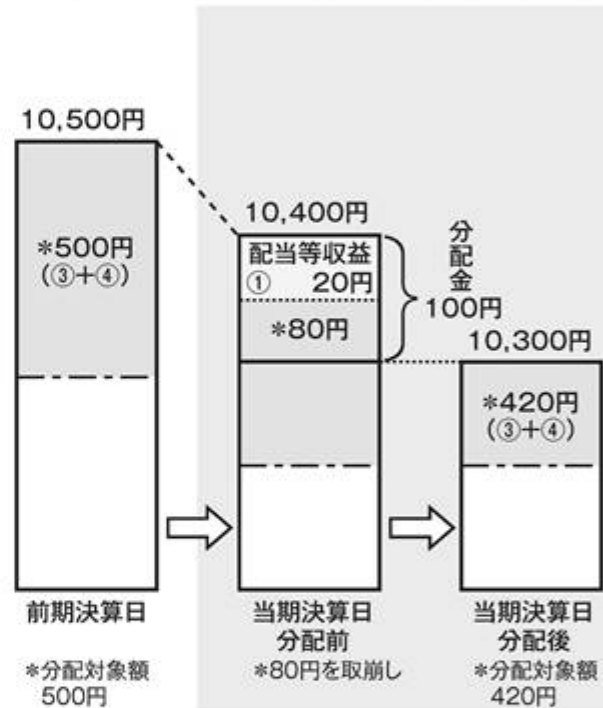 10,500円
*500円
(③+④)
前期決算日
*分配対象額
500円
10,400円
配当等収益
① 20円
*80円
分配金
100円
当期決算日
分配前
*80円を取崩し
10,300円
*420円
(③+④)
当期決算日
分配後
*分配対象額
420円